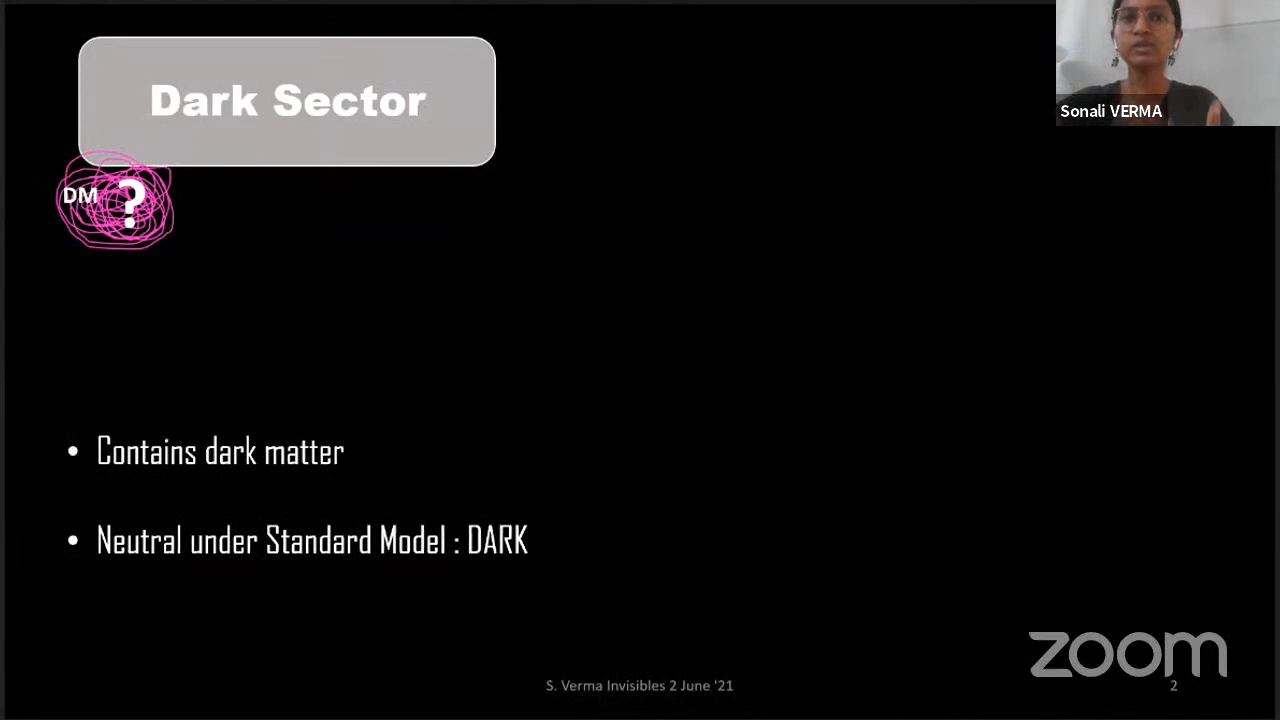 Dark Sector
Sonali VERMA
DM ?
• Contains dark matter
• Neutral under Standard Model : DARK
zoom
S. Verma Invisibles 2 June '21
2